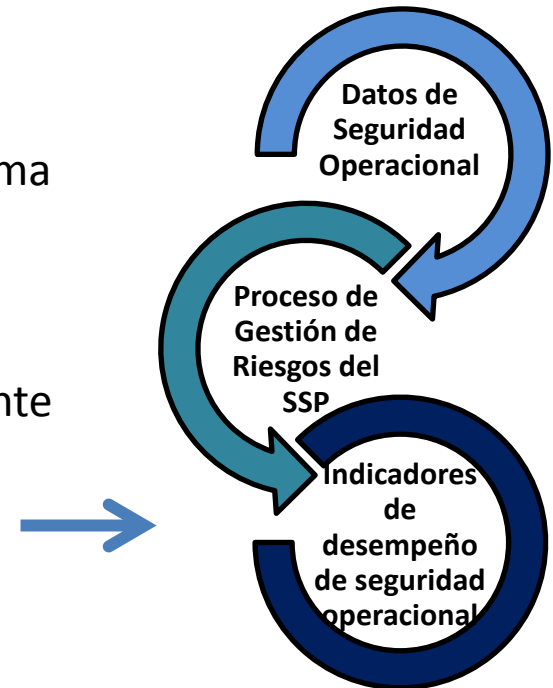 Datos de
Seguridad
Operacional
ma
Proceso de
Gestión de
Riesgos del
SSP
nte
Indicadores
de
desempeño
de seguridad
operacional